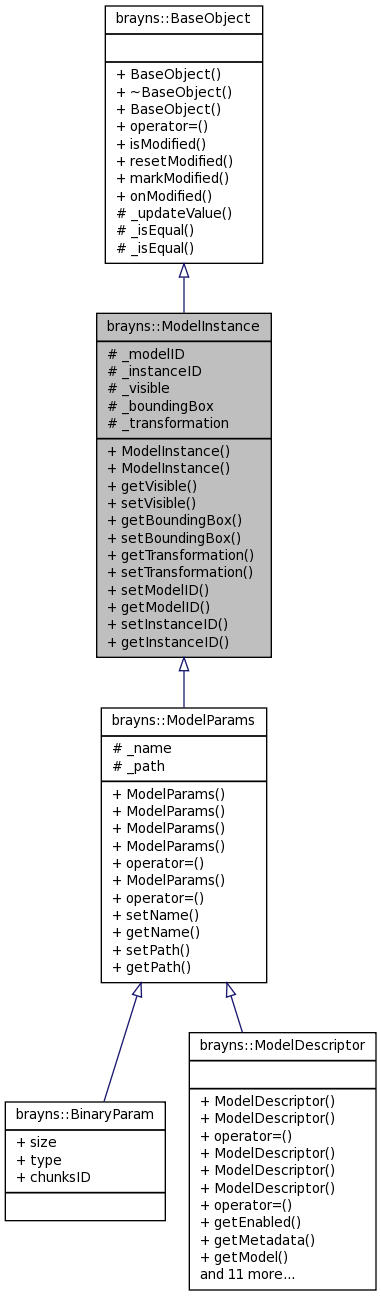 brayns::BaseObject
+ BaseObject()
+ ~BaseObject()
+ BaseObject()
+ operator=()
+ isModified()
+ resetModified()
+ markModified()
+ onModified()
# _updateValue()
# _isEqual()
# _isEqual()
brayns::ModelInstance
# _modelID
# _instanceID
# _visible
# _boundingBox
# _transformation
+ ModelInstance()
+ ModelInstance()
+ getVisible()
+ setVisible()
+ getBoundingBox()
+ setBoundingBox()
+ getTransformation()
+ setTransformation()
+ setModelID()
+ getModelID()
+ setInstanceID()
+ getInstanceID()
brayns::ModelParams
# _name
# _path
+ ModelParams()
+ ModelParams()
+ ModelParams()
+ ModelParams()
+ operator=()
+ ModelParams()
+ operator=()
+ setName()
+ getName()
+ setPath()
+ getPath()
brayns::BinaryParam
+ size
+ type
+ chunksID
brayns::ModelDescriptor
+ ModelDescriptor()
+ ModelDescriptor()
+ operator=()
+ ModelDescriptor()
+ ModelDescriptor()
+ ModelDescriptor()
+ operator=()
+ getEnabled()
+ getMetadata()
+ getModel()
and 11 more...